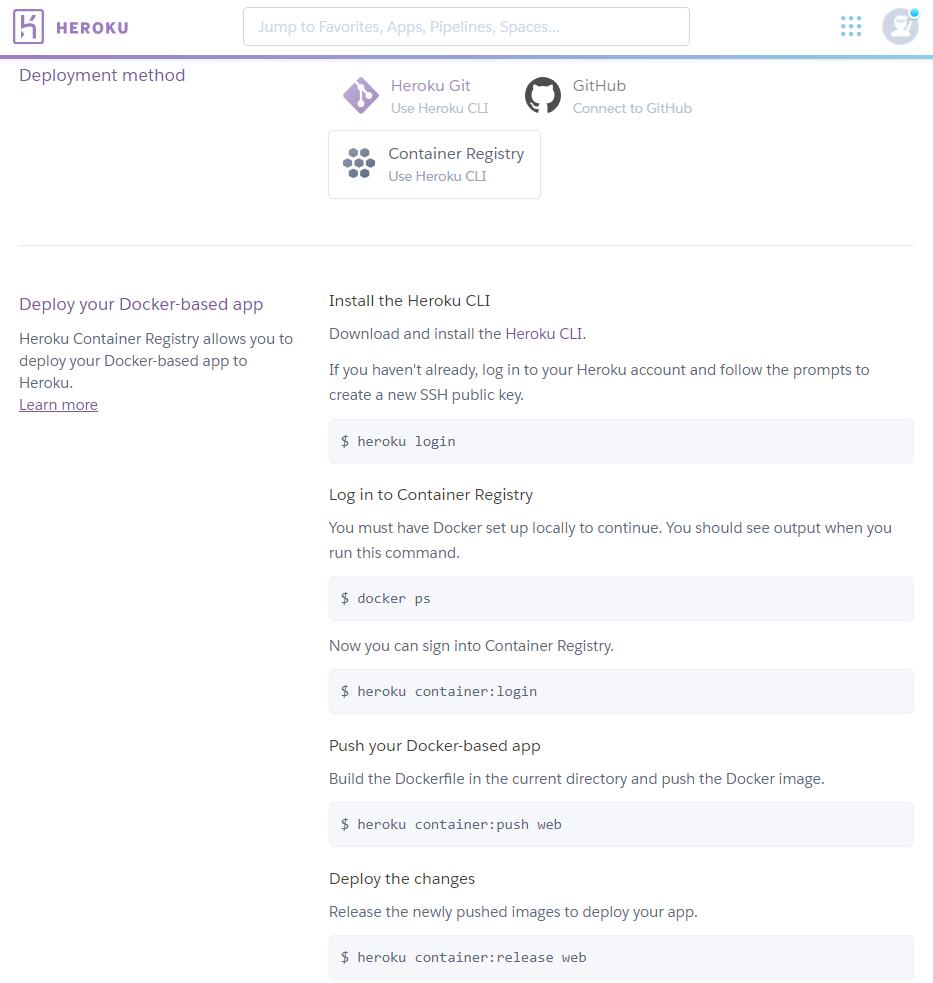 HEROKU
Jump to Favorites, Apps, Pipelines, Spaces...
Deployment method
Heroku Git
Use Heroku CLI
GitHub
Connect to GitHub
Container Registry
Use Heroku CLI
Deploy your Docker-based app
Heroku Container Registry allows you to
deploy your Docker-based app to
Heroku.
Learn more
Install the Heroku CLI
Download and install the Heroku CLI.
If you haven't already, log in to your Heroku account and follow the prompts to
create a new SSH public key.
$ heroku login
Log in to Container Registry
You must have Docker set up locally to continue. You should see output when you
run this command.
$ docker ps
Now you can sign into Container Registry.
$ heroku container:login
Push your Docker-based app
Build the Dockerfile in the current directory and push the Docker image.
$ heroku container:push web
Deploy the changes
Release the newly pushed images to deploy your app.
$ heroku container:release web